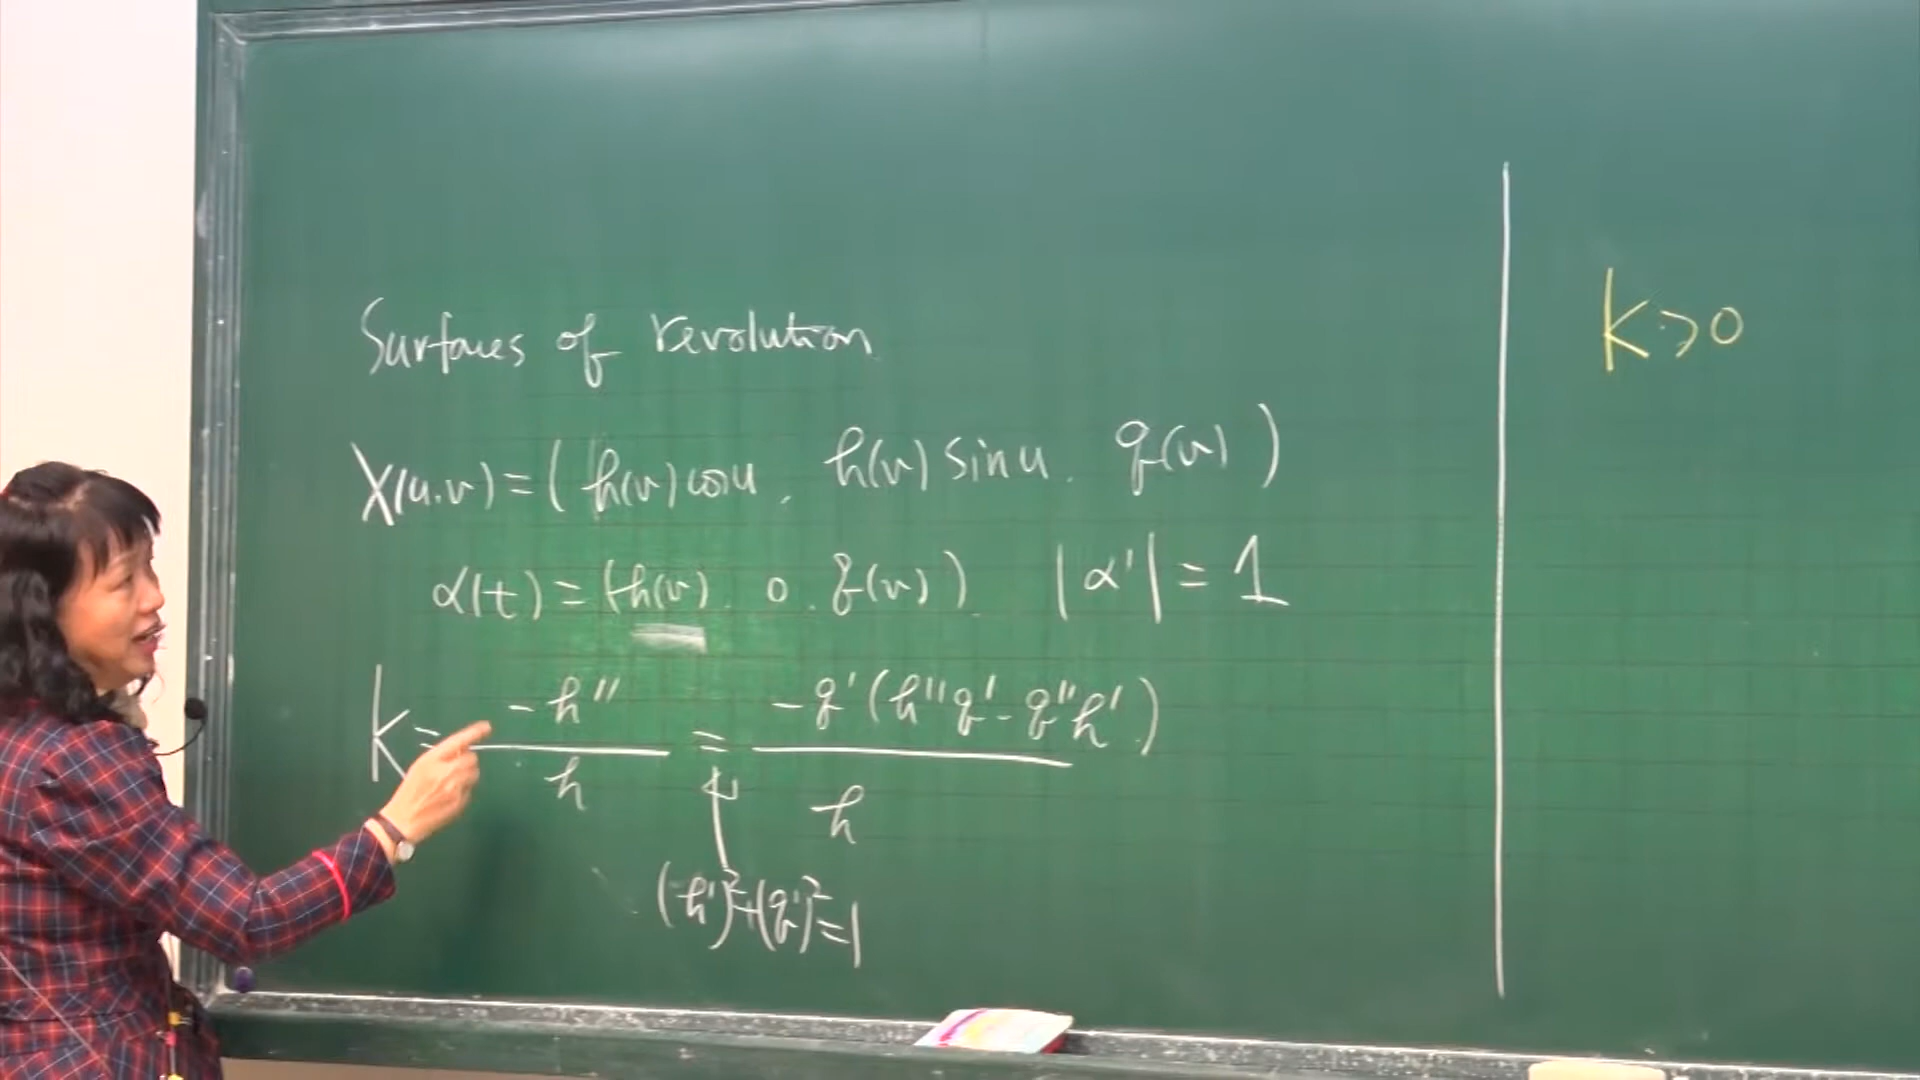 Surfaces of revolution
X(u,v) = ( h(v) cos u , h(v) sin u . g(v) )
α(t) = (h(v) . 0 . g(v) ) |α'| = 1
K = -h'' / h = -g' (h''g' - g''h') / h
(h')² + (g')² = 1
K > 0